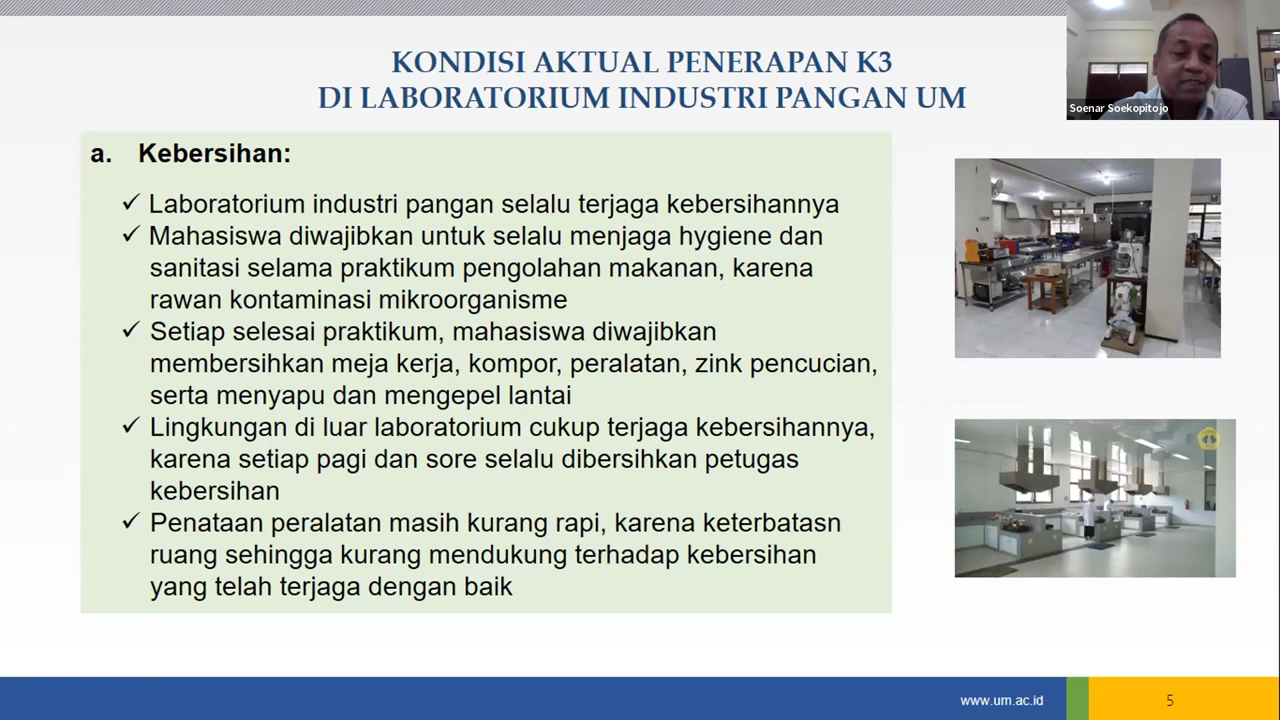 KONDISI AKTUAL PENERAPAN K3
DI LABORATORIUM INDUSTRI PANGAN UM
Soenar Soekopitojo
a. Kebersihan:
✓ Laboratorium industri pangan selalu terjaga kebersihannya
✓ Mahasiswa diwajibkan untuk selalu menjaga hygiene dan
sanitasi selama praktikum pengolahan makanan, karena
rawan kontaminasi mikroorganisme
✓ Setiap selesai praktikum, mahasiswa diwajibkan
membersihkan meja kerja, kompor, peralatan, zink pencucian,
serta menyapu dan mengepel lantai
✓ Lingkungan di luar laboratorium cukup terjaga kebersihannya,
karena setiap pagi dan sore selalu dibersihkan petugas
kebersihan
✓ Penataan peralatan masih kurang rapi, karena keterbatasn
ruang sehingga kurang mendukung terhadap kebersihan
yang telah terjaga dengan baik
www.um.ac.id
5